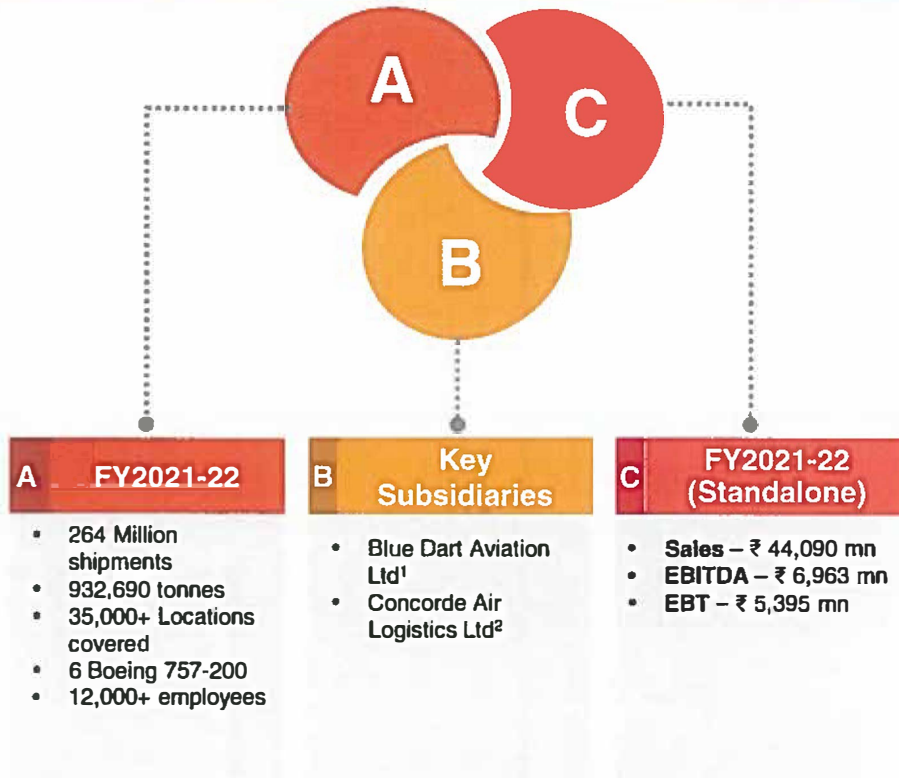 A
C
B
A FY2021-22
• 264 Million
shipments
• 932,690 tonnes
• 35,000+ Locations
covered
• 6 Boeing 757-200
• 12,000+ employees
B Key
Subsidiaries
• Blue Dart Aviation
Ltd¹
• Concorde Air
Logistics Ltd²
C FY2021-22
(Standalone)
• Sales – ₹ 44,090 mn
• EBITDA – ₹ 6,963 mn
• EBT – ₹ 5,395 mn